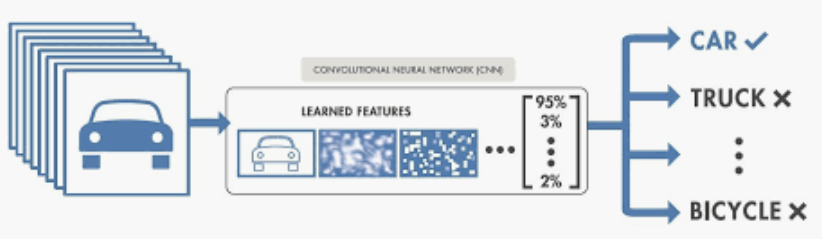 CONVOLUTIONAL NEURAL NETWORK (CNN)
LEARNED FEATURES
95%
3%
2%
CAR ✓
TRUCK ✕
BICYCLE ✕